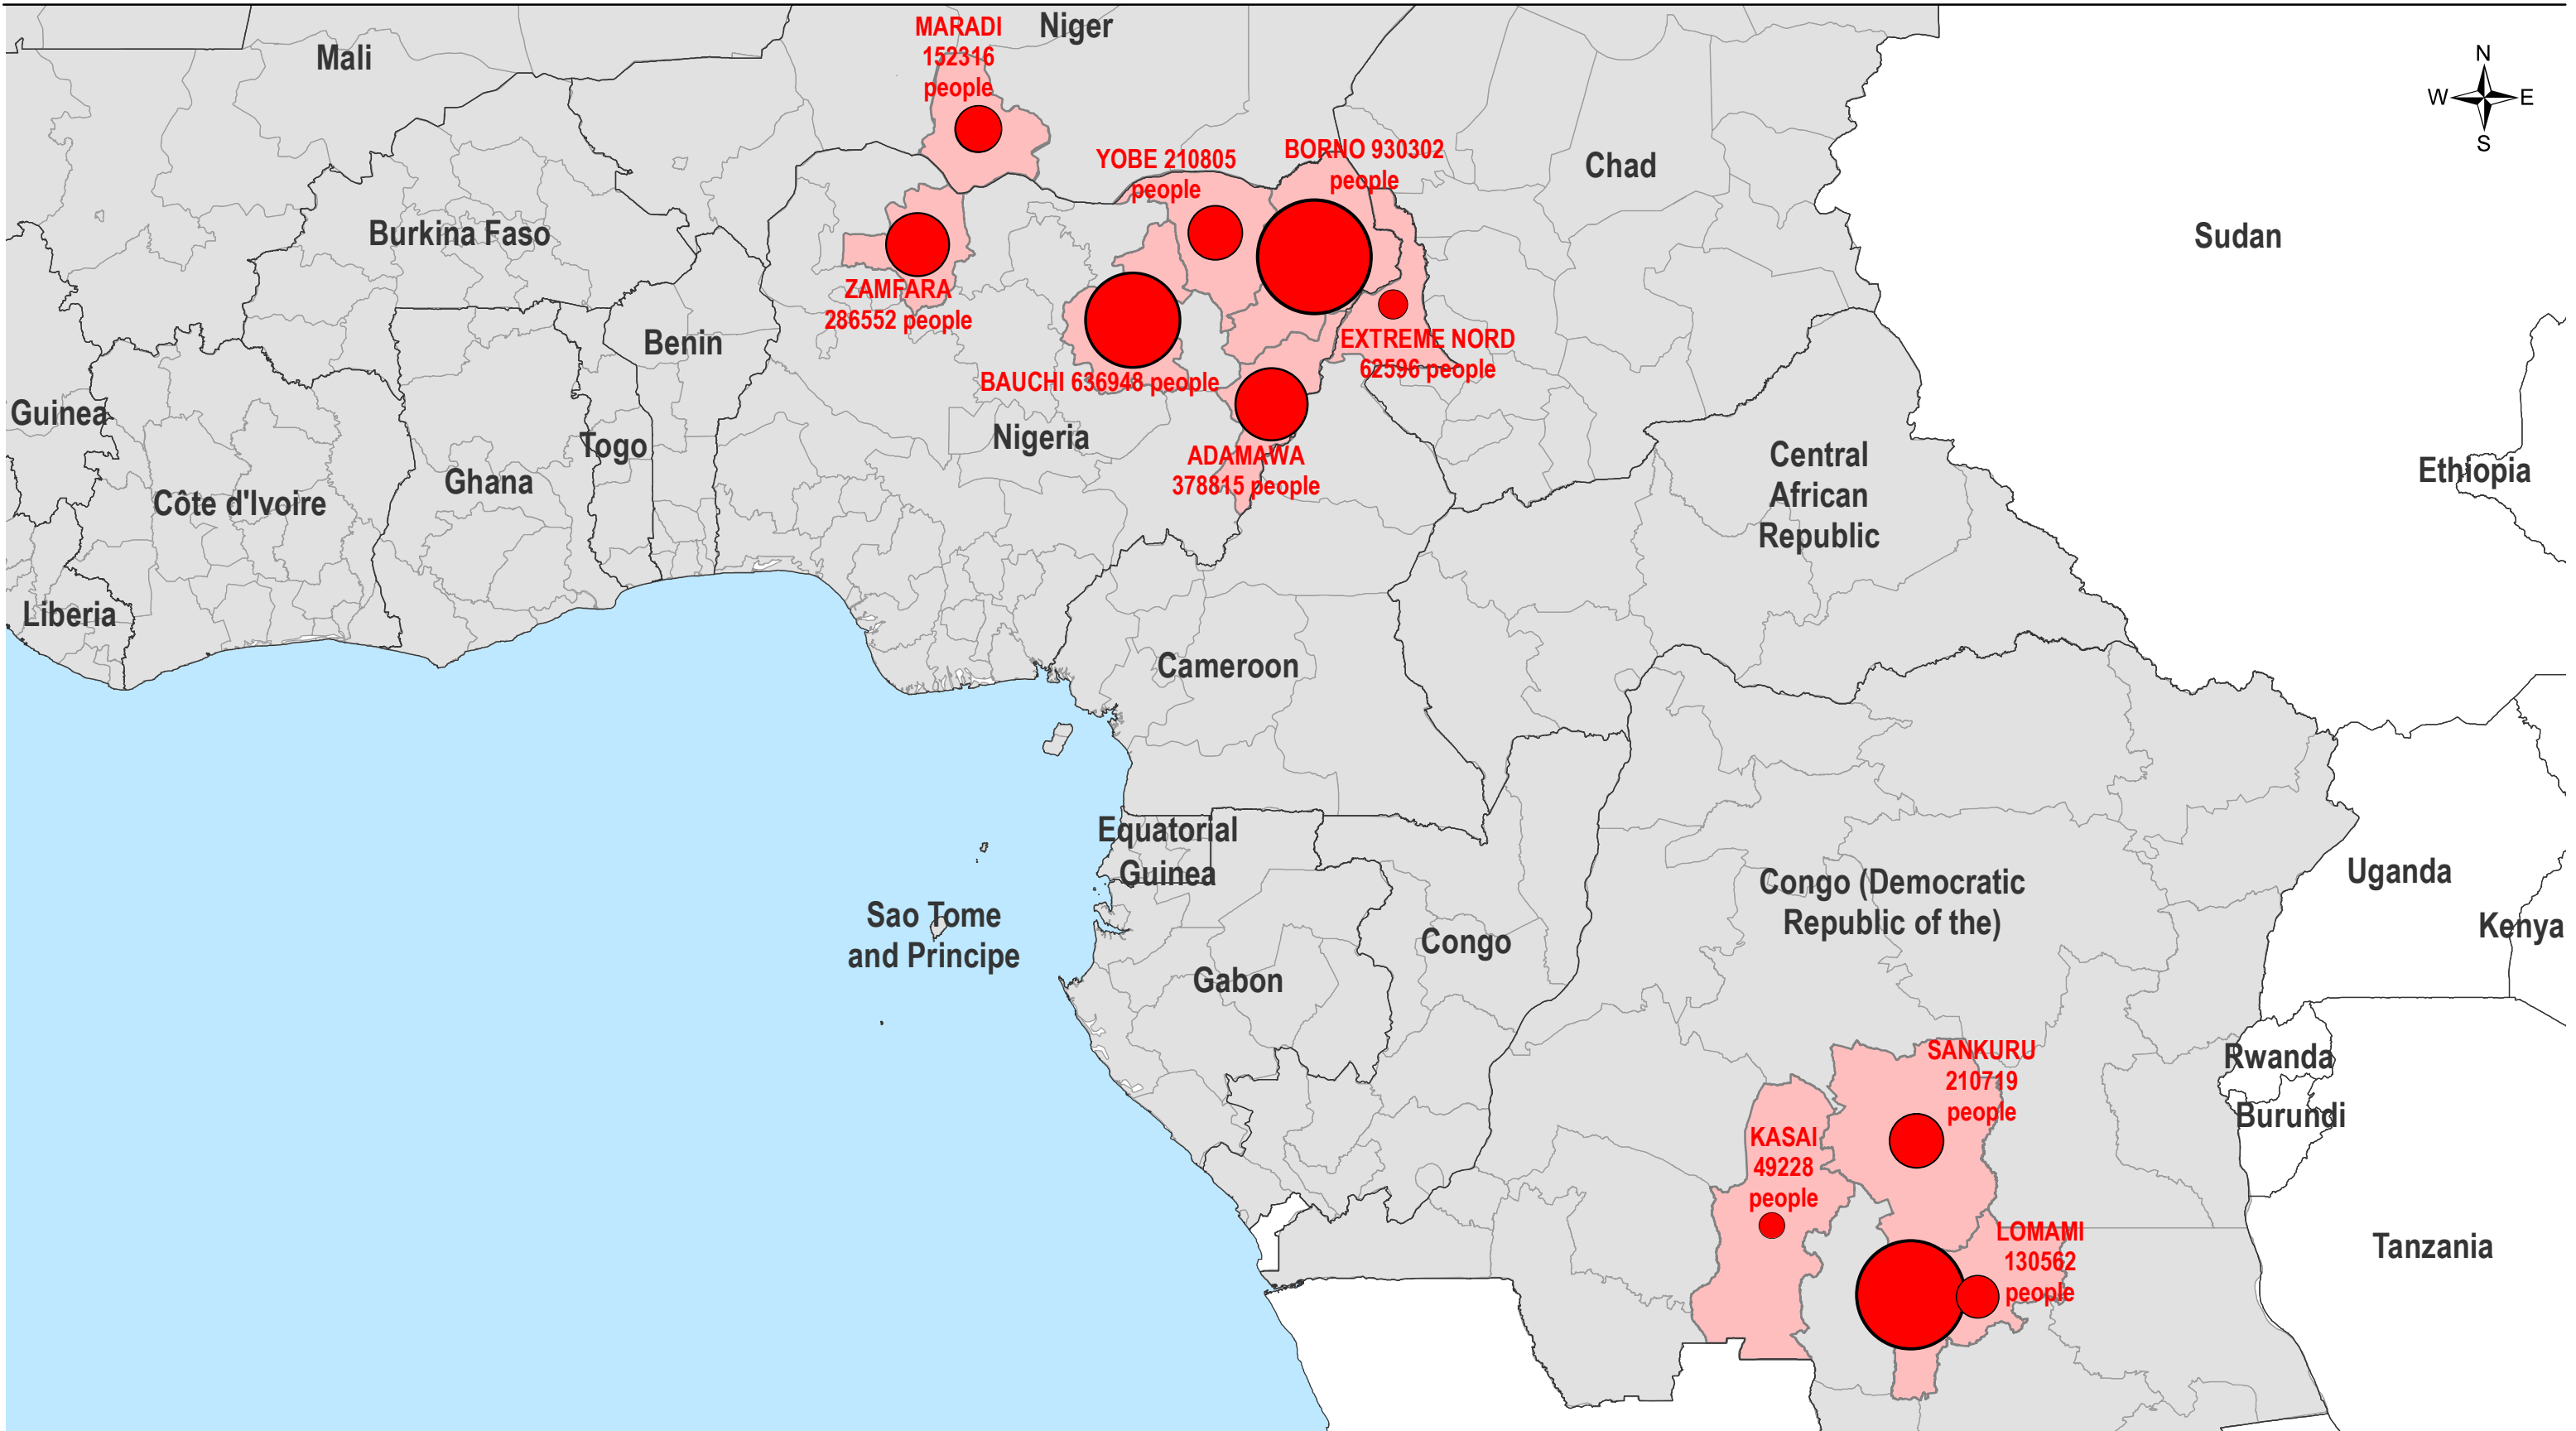 MARADI
152316
people
Niger
Mali
N
W E
S
YOBE 210805
people
BORNO 930302
people
Chad
Burkina Faso
Sudan
ZAMFARA
286552 people
Benin
EXTREME NORD
62596 people
BAUCHI 636948 people
Guinea
Togo
Nigeria
ADAMAWA
378815 people
Ghana
Côte d'Ivoire
Central
African
Republic
Ethiopia
Liberia
Cameroon
Equatorial
Guinea
Sao Tome
and Principe
Gabon
Congo
Congo (Democratic
Republic of the)
Uganda
Kenya
SANKURU
210719
people
Rwanda
Burundi
KASAI
49228
people
LOMAMI
130562
people
Tanzania